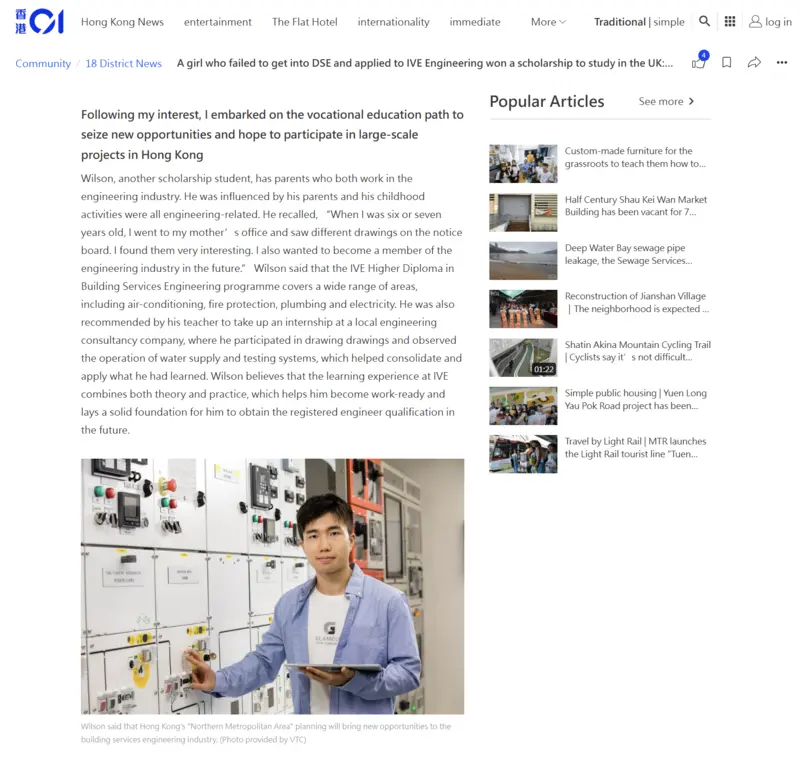 香港01
Hong Kong News
entertainment
The Flat Hotel
internationality
immediate
More
Traditional | simple
log in
Community / 18 District News
A girl who failed to get into DSE and applied to IVE Engineering won a scholarship to study in the UK:...
4
Following my interest, I embarked on the vocational education path to
seize new opportunities and hope to participate in large-scale
projects in Hong Kong
Wilson, another scholarship student, has parents who both work in the
engineering industry. He was influenced by his parents and his childhood
activities were all engineering-related. He recalled, “When I was six or seven
years old, I went to my mother’s office and saw different drawings on the notice
board. I found them very interesting. I also wanted to become a member of the
engineering industry in the future.” Wilson said that the IVE Higher Diploma in
Building Services Engineering programme covers a wide range of areas,
including air-conditioning, fire protection, plumbing and electricity. He was also
recommended by his teacher to take up an internship at a local engineering
consultancy company, where he participated in drawing drawings and observed
the operation of water supply and testing systems, which helped consolidate and
apply what he had learned. Wilson believes that the learning experience at IVE
combines both theory and practice, which helps him become work-ready and
lays a solid foundation for him to obtain the registered engineer qualification in
the future.
G
Wilson said that Hong Kong's "Northern Metropolitan Area" planning will bring new opportunities to the
building services engineering industry. (Photo provided by VTC)
Popular Articles
See more
Custom-made furniture for the
grassroots to teach them how to...
Half Century Shau Kei Wan Market
Building has been vacant for 7...
Deep Water Bay sewage pipe
leakage, the Sewage Services...
Reconstruction of Jianshan Village
｜The neighborhood is expected ...
Shatin Akina Mountain Cycling Trail
| Cyclists say it’s not difficult...
01:22
Simple public housing | Yuen Long
Yau Pok Road project has been...
Travel by Light Rail | MTR launches
the Light Rail tourist line "Tuen...